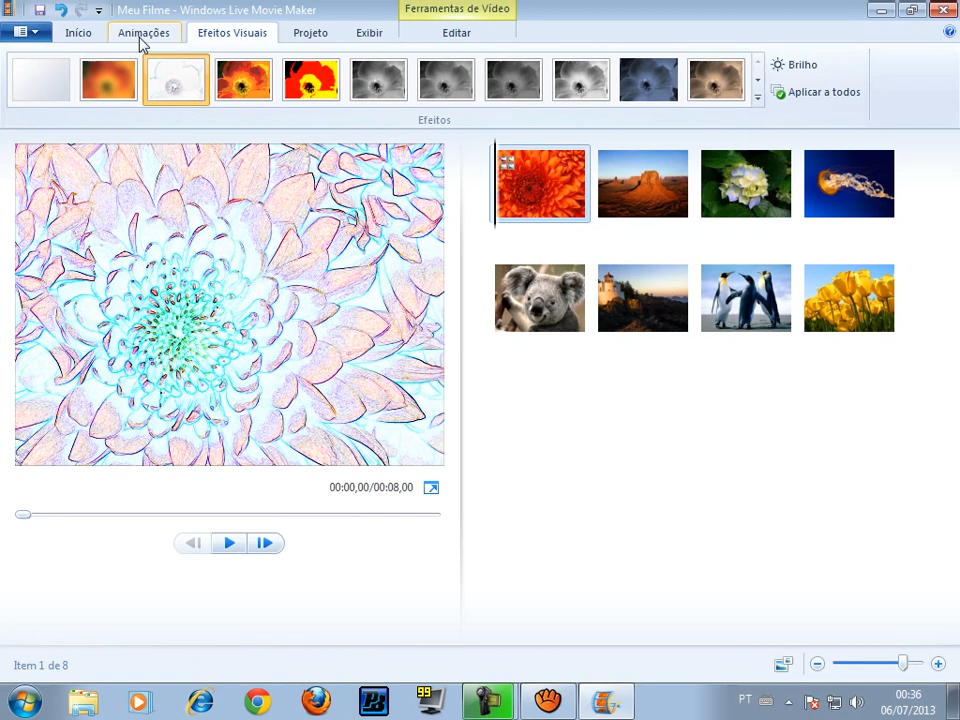 Meu Filme - Windows Live Movie Maker
Ferramentas de Vídeo
Início
Animações
Efeitos Visuais
Projeto
Exibir
Editar
Brilho
Aplicar a todos
Efeitos
00:00,00/00:08,00
Item 1 de 8
99
PT
00:36
06/07/2013